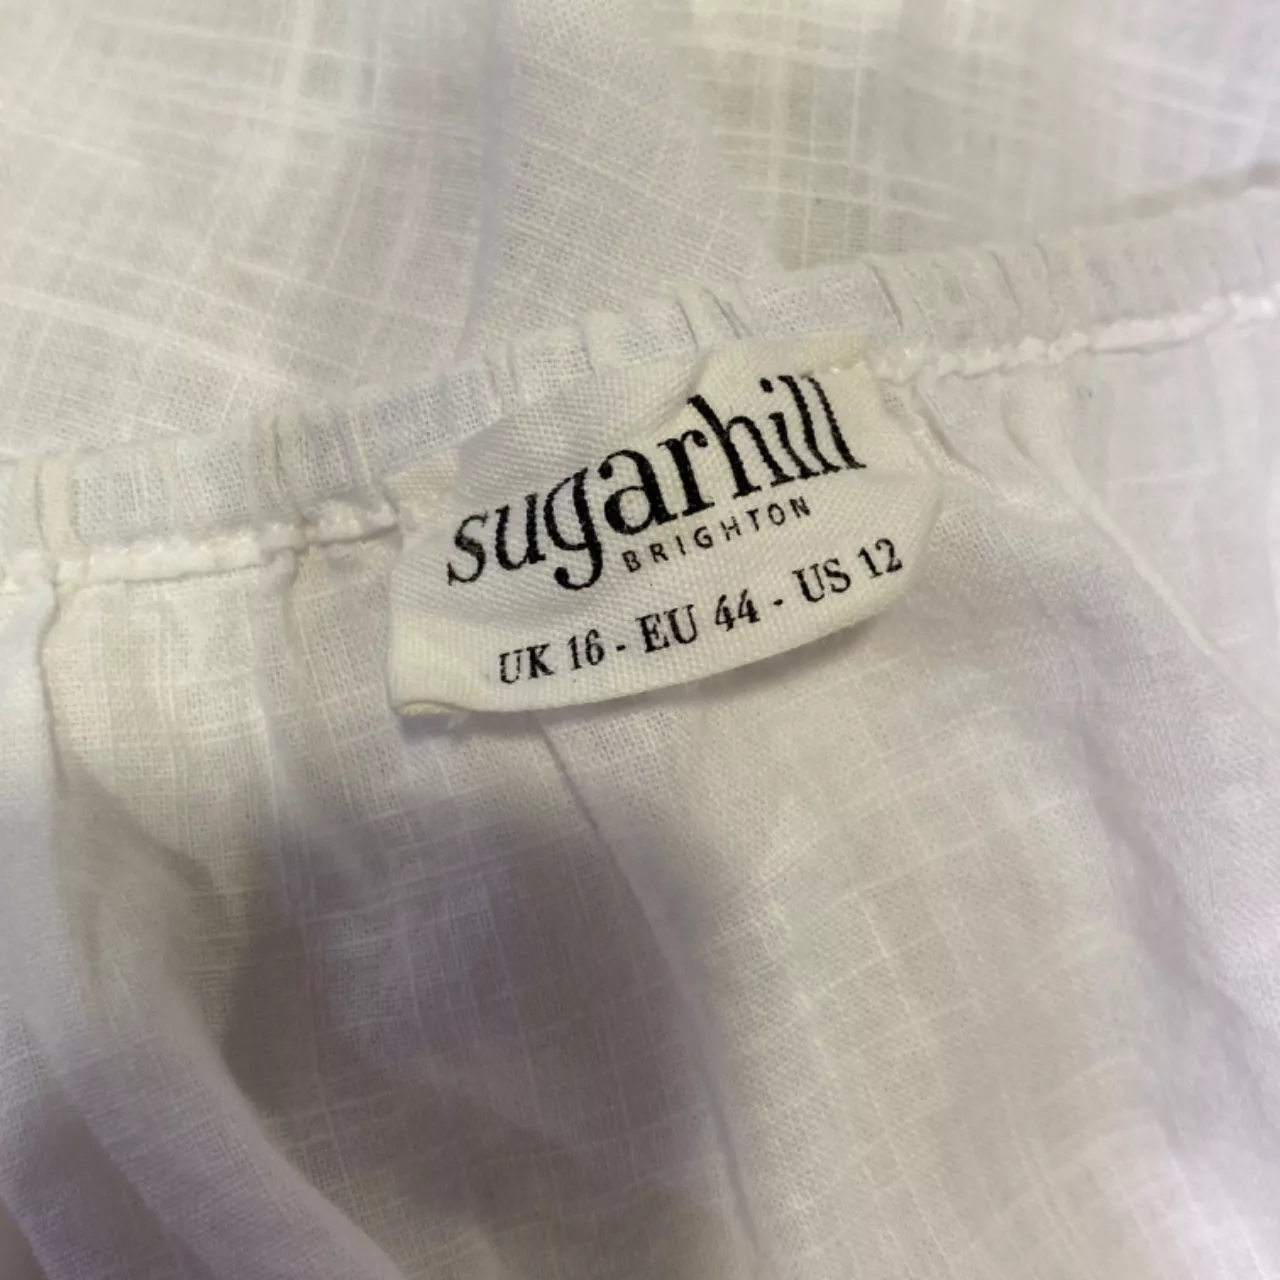 sugarhill
BRIGHTON
UK 16 - EU 44 - US 12